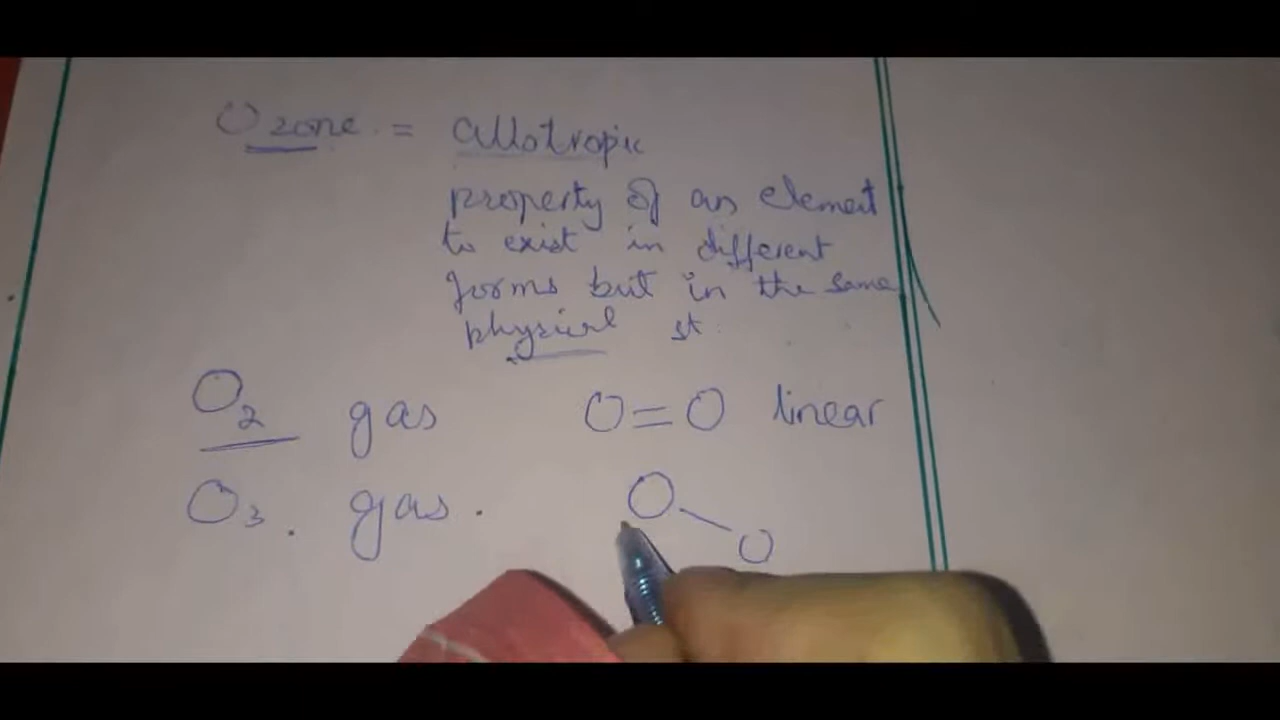 Ozone. = allotropic
property of an element
to exist in different
forms but in the same
physical st
O2 gas O=O linear
O3. gas. O-O